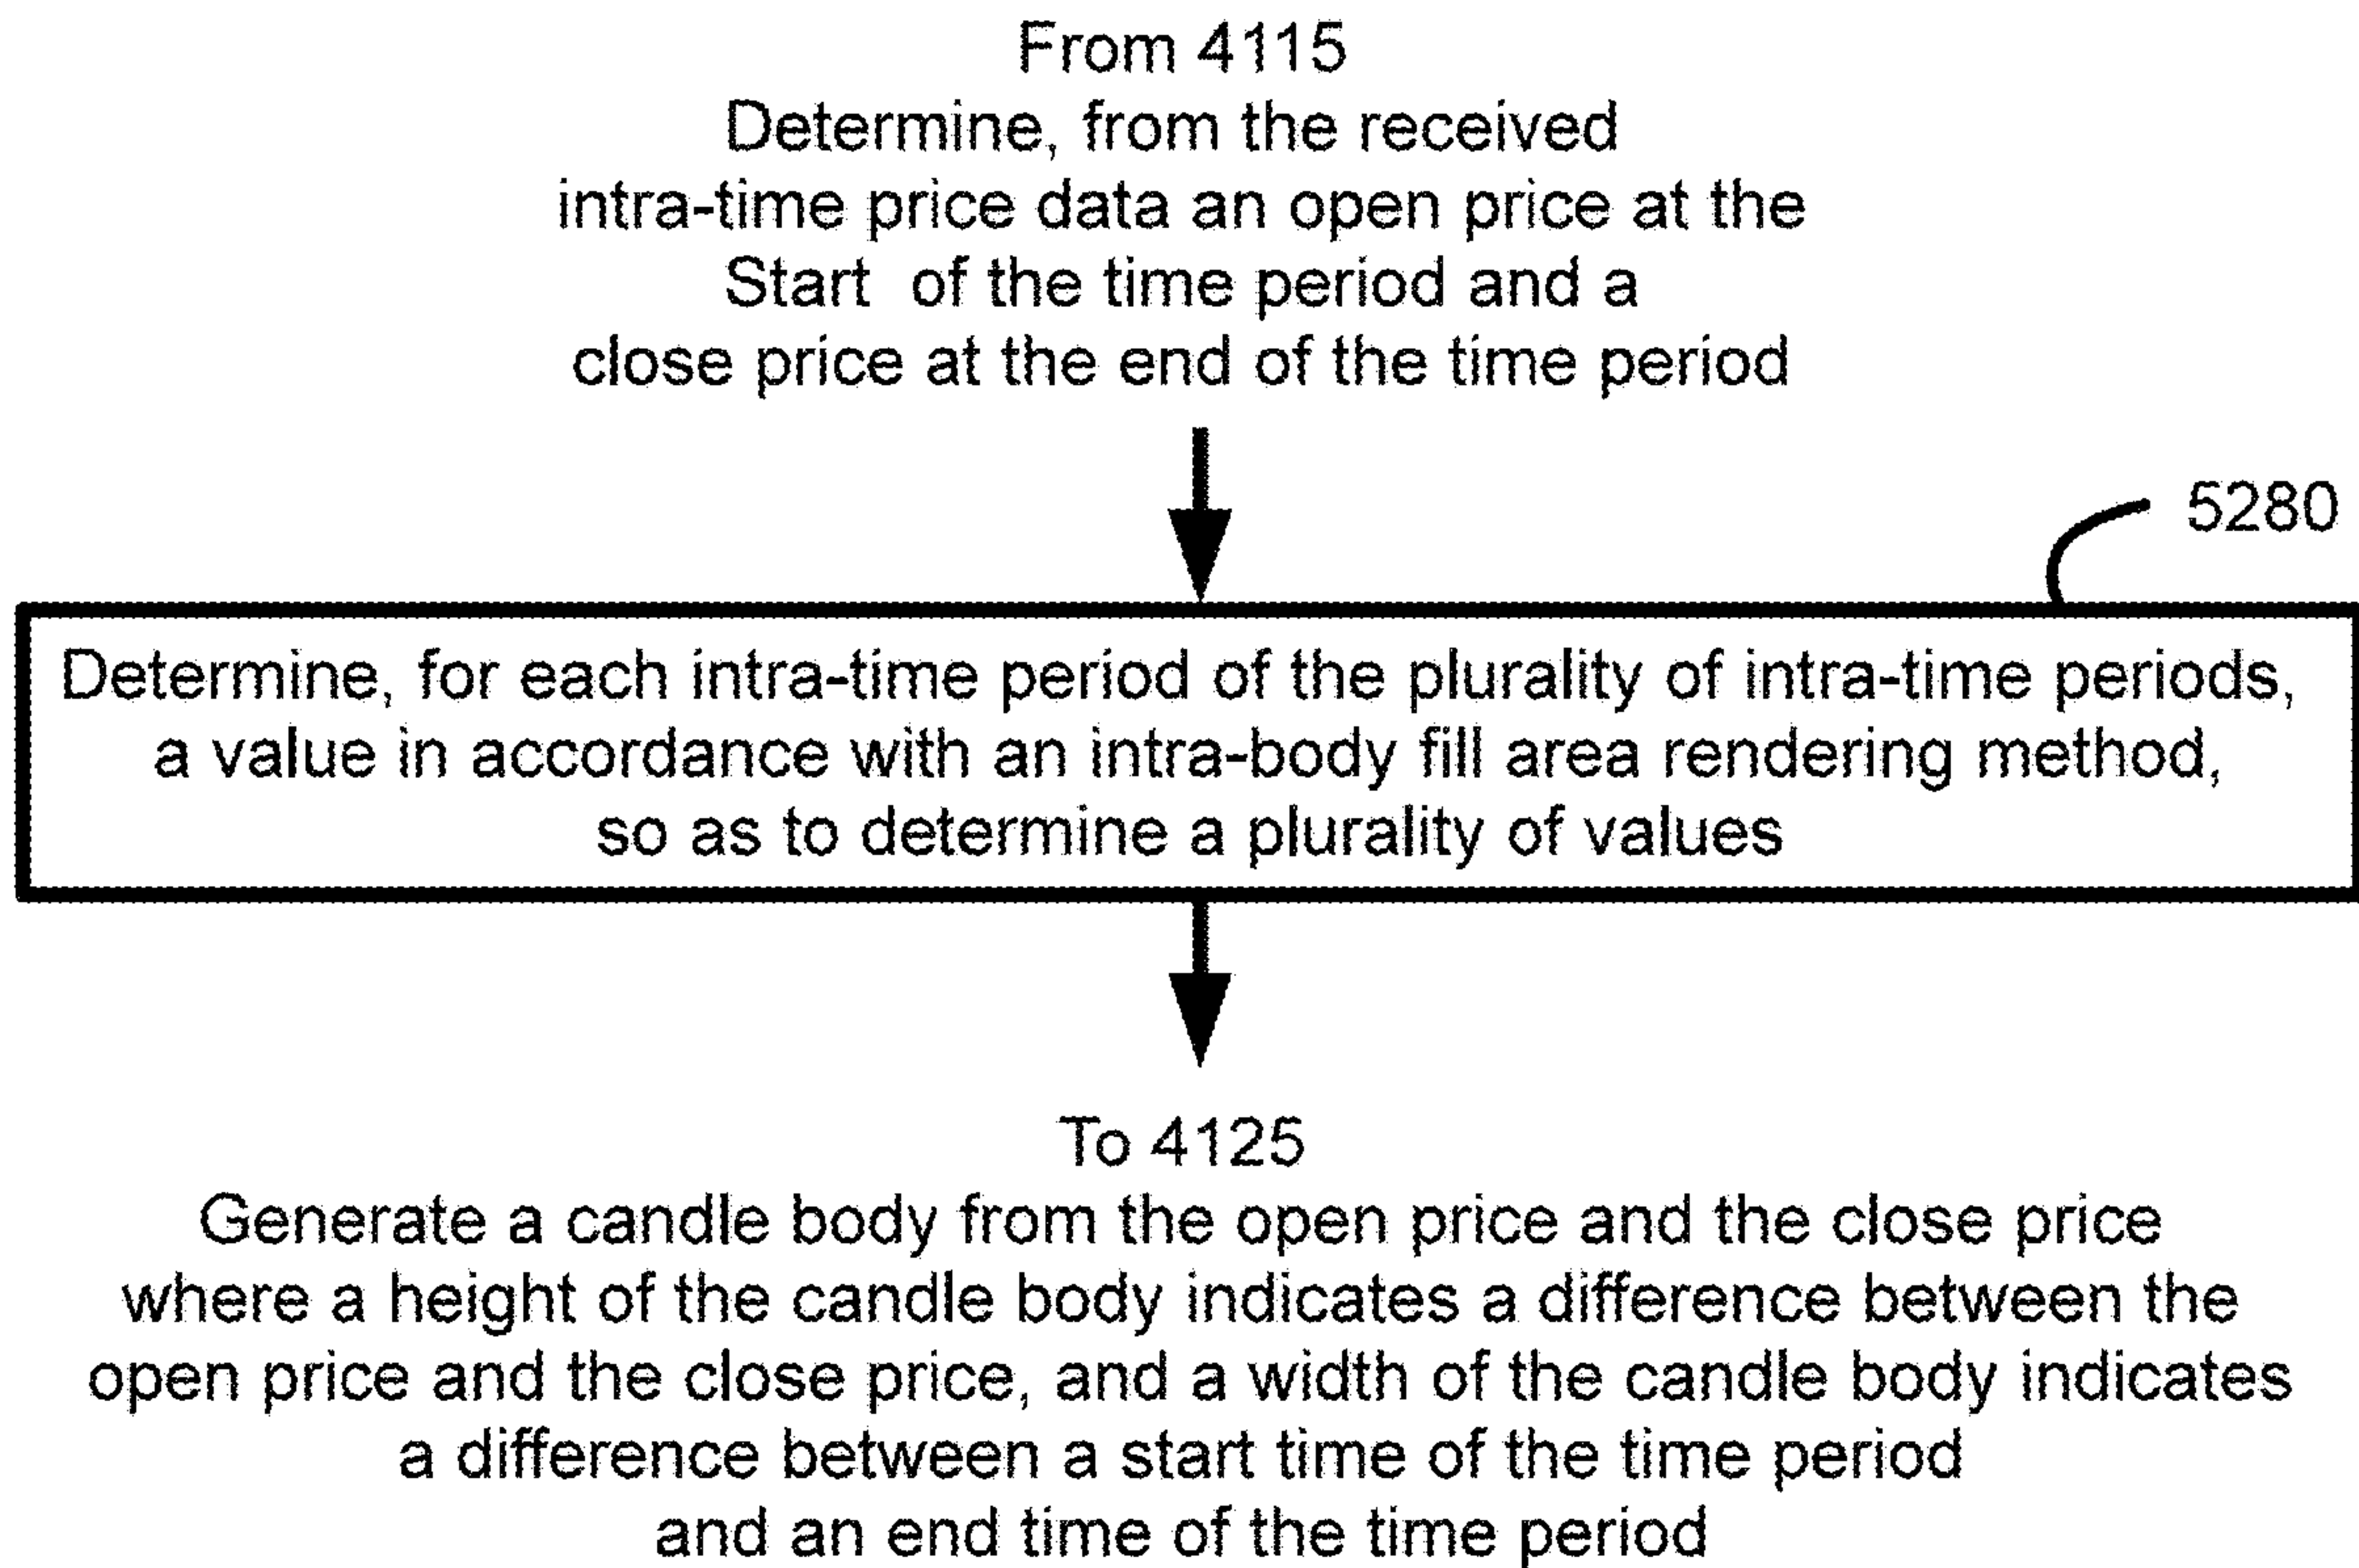 From 4115
Determine, from the received
intra-time price data an open price at the
Start of the time period and a
close price at the end of the time period
5280
Determine, for each intra-time period of the plurality of intra-time periods,
a value in accordance with an intra-body fill area rendering method,
so as to determine a plurality of values
To 4125
Generate a candle body from the open price and the close price
where a height of the candle body indicates a difference between the
open price and the close price, and a width of the candle body indicates
a difference between a start time of the time period
and an end time of the time period